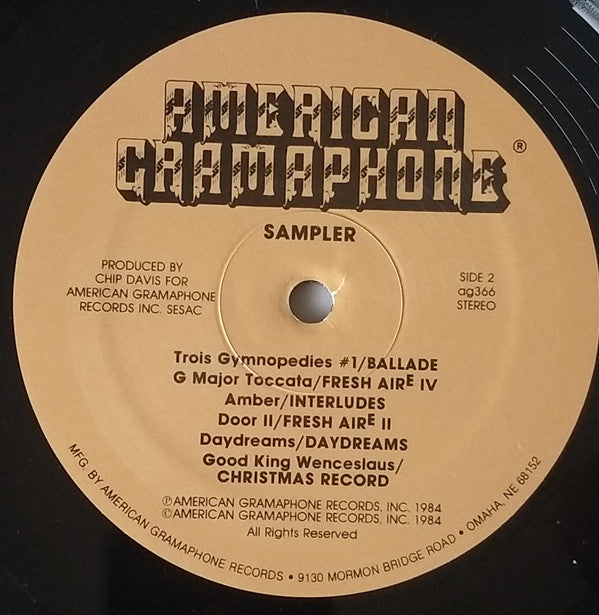 AMERICAN
GRAMAPHONE®
SAMPLER
PRODUCED BY
CHIP DAVIS FOR
AMERICAN GRAMAPHONE
RECORDS INC. SESAC
SIDE 2
ag366
STEREO
Trois Gymnopedies #1/BALLADE
G Major Toccata/FRESH AIRE IV
Amber/INTERLUDES
Door II/FRESH AIRE II
Daydreams/DAYDREAMS
Good King Wenceslaus/
CHRISTMAS RECORD
℗AMERICAN GRAMAPHONE RECORDS, INC. 1984
©AMERICAN GRAMAPHONE RECORDS, INC. 1984
All Rights Reserved
MFG. BY AMERICAN GRAMAPHONE RECORDS • 9130 MORMON BRIDGE ROAD • OMAHA, NE 68152